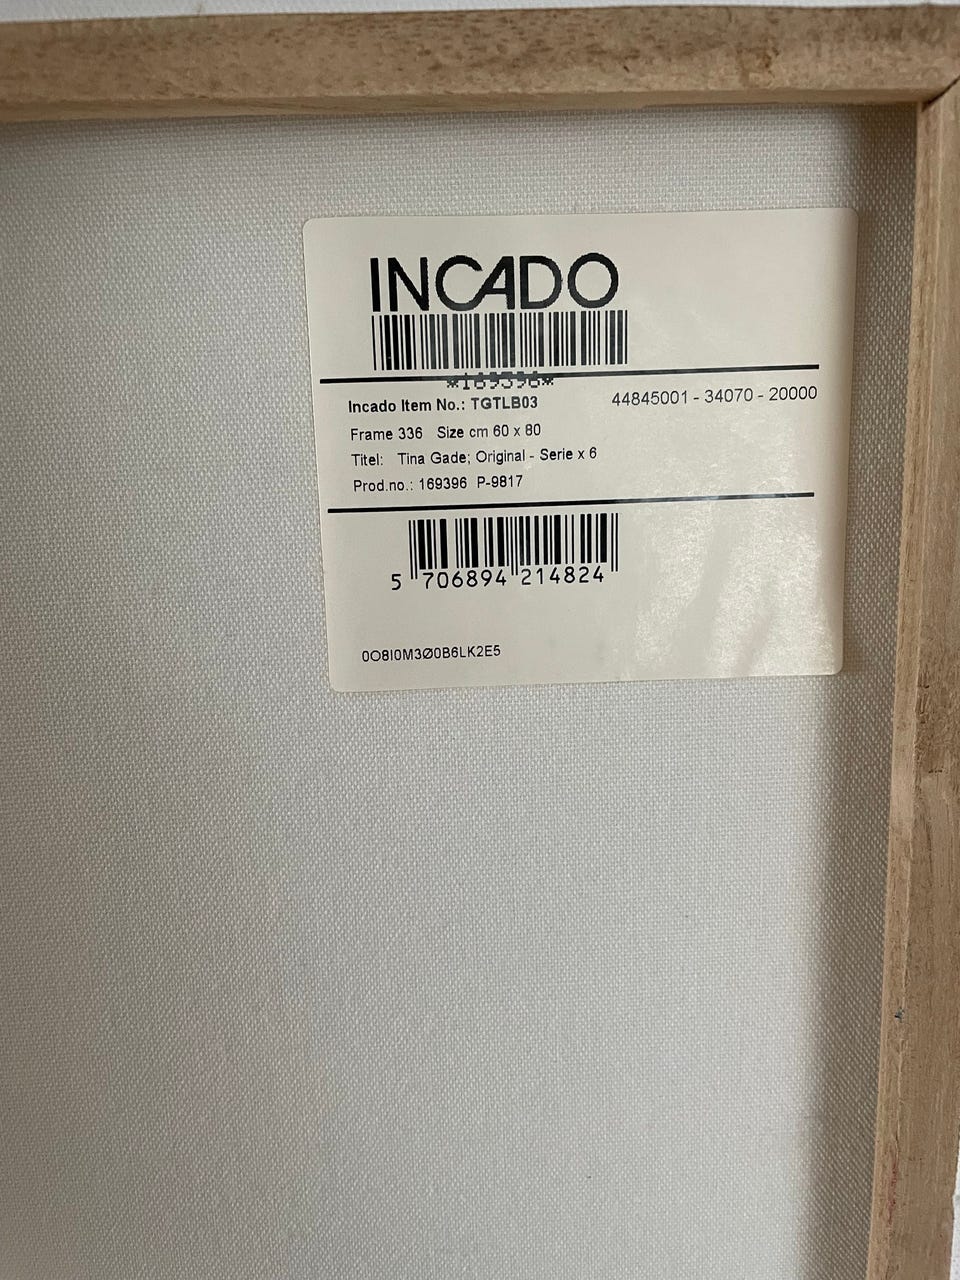 INCADO
*169396*
Incado Item No.: TGTLB03 44845001 - 34070 - 20000
Frame 336 Size cm 60 x 80
Titel: Tina Gade; Original - Serie x 6
Prod.no.: 169396 P-9817
5 706894 214824
0O8I0M3Ø0B6LK2E5